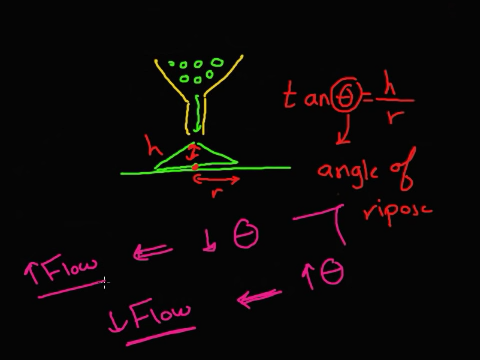 tan θ = h/r
h
r
angle of
ripose
↑Flow ⇐ ↓ θ
↓Flow ⇐ ↑ θ